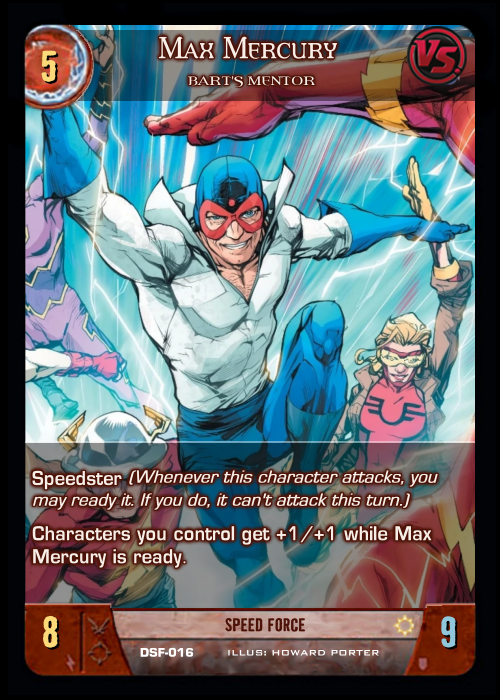 5
Max Mercury
VS
BART'S MENTOR
Speedster (Whenever this character attacks, you
may ready it. If you do, it can't attack this turn.)
Characters you control get +1/+1 while Max
Mercury is ready.
8
SPEED FORCE
9
DSF-016 ILLUS: HOWARD PORTER